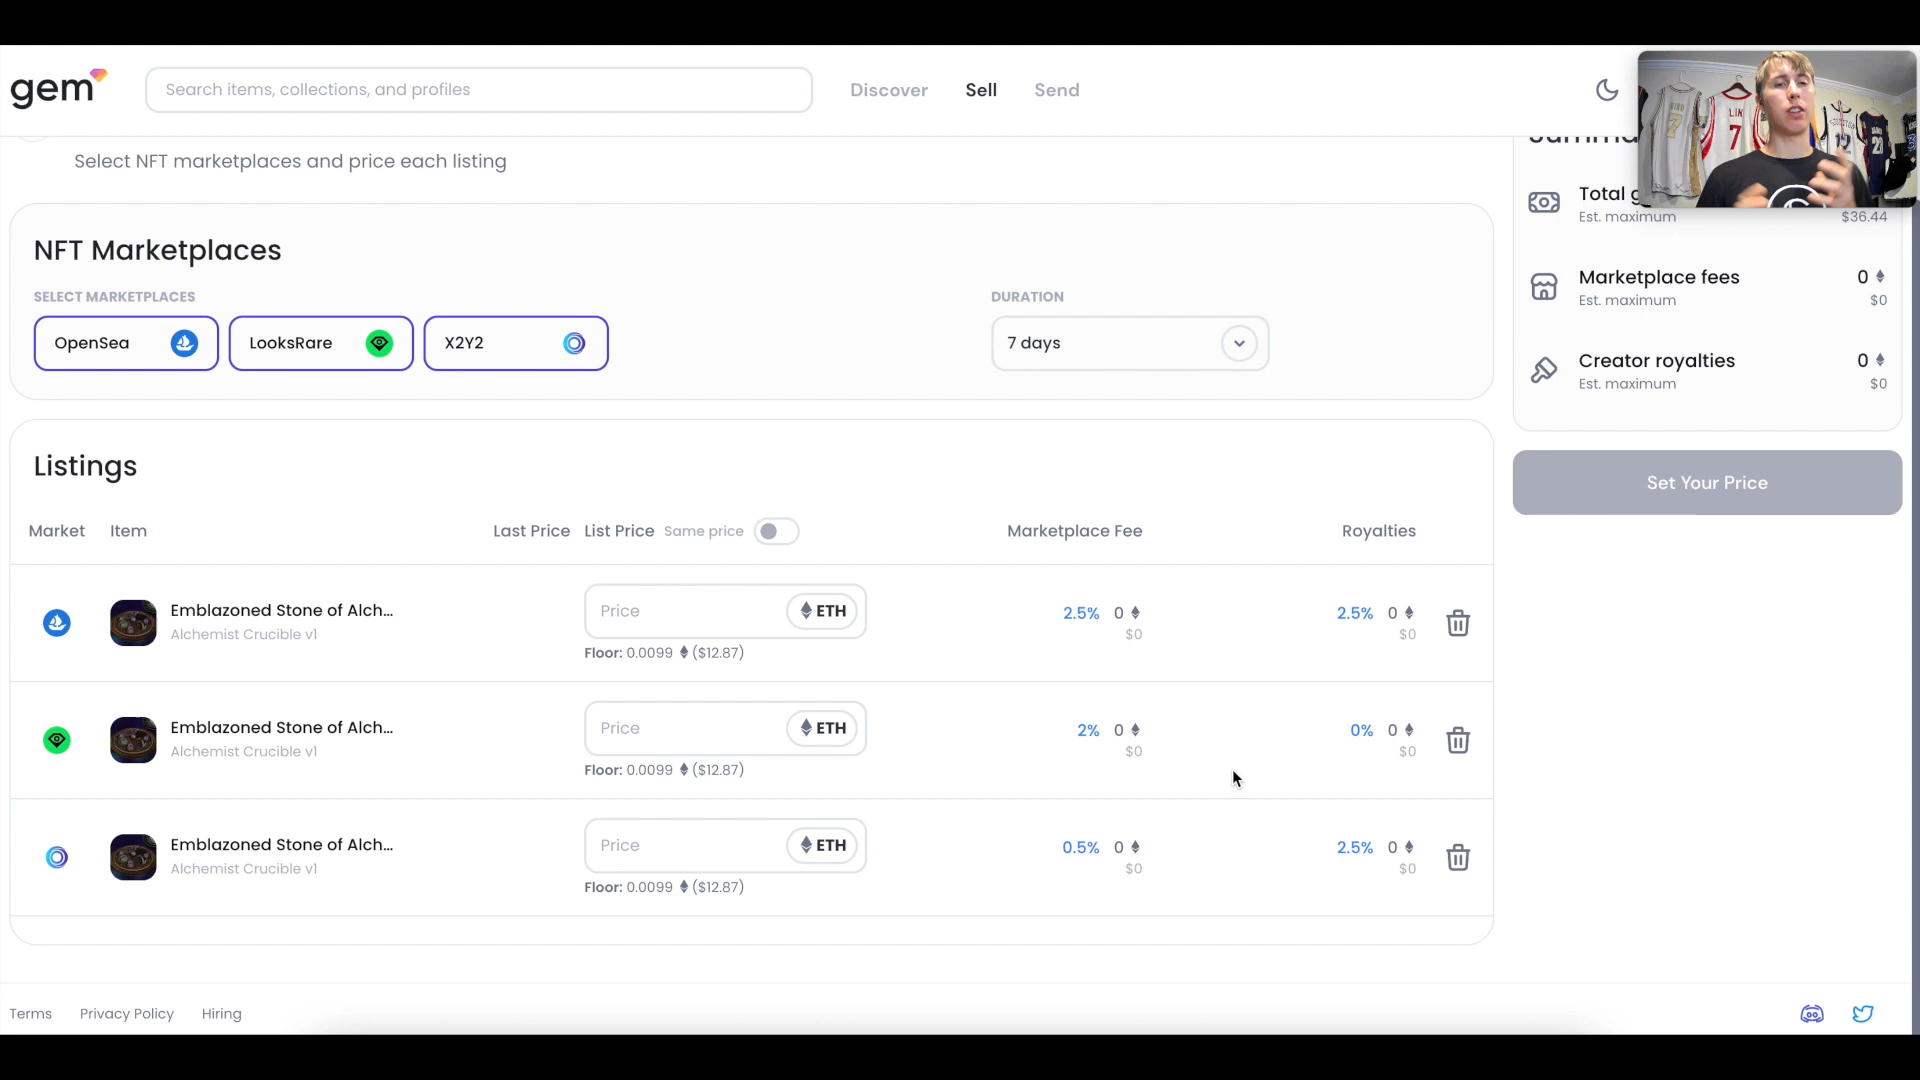 gem
Search items, collections, and profiles
Discover
Sell
Send
Select NFT marketplaces and price each listing
NFT Marketplaces
SELECT MARKETPLACES
OpenSea
LooksRare
X2Y2
DURATION
7 days
Listings
Market Item Last Price List Price Same price Marketplace Fee Royalties
Emblazoned Stone of Alch...
Alchemist Crucible v1
Price ETH
Floor: 0.0099 ($12.87)
2.5% 0
$0
2.5% 0
$0
Emblazoned Stone of Alch...
Alchemist Crucible v1
Price ETH
Floor: 0.0099 ($12.87)
2% 0
$0
0% 0
$0
Emblazoned Stone of Alch...
Alchemist Crucible v1
Price ETH
Floor: 0.0099 ($12.87)
0.5% 0
$0
2.5% 0
$0
Total
Est. maximum $36.44
Marketplace fees 0
Est. maximum $0
Creator royalties 0
Est. maximum $0
Set Your Price
Terms Privacy Policy Hiring